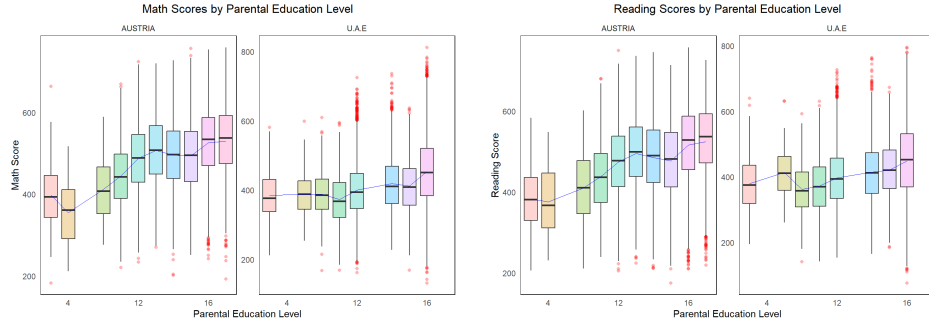 Math Scores by Parental Education Level
AUSTRIA
U.A.E
Math Score
800
600
600
400
400
200
200
4
12
16
4
12
16
Parental Education Level
Reading Scores by Parental Education Level
AUSTRIA
U.A.E
Reading Score
800
600
600
400
400
200
200
4
12
16
4
12
16
Parental Education Level